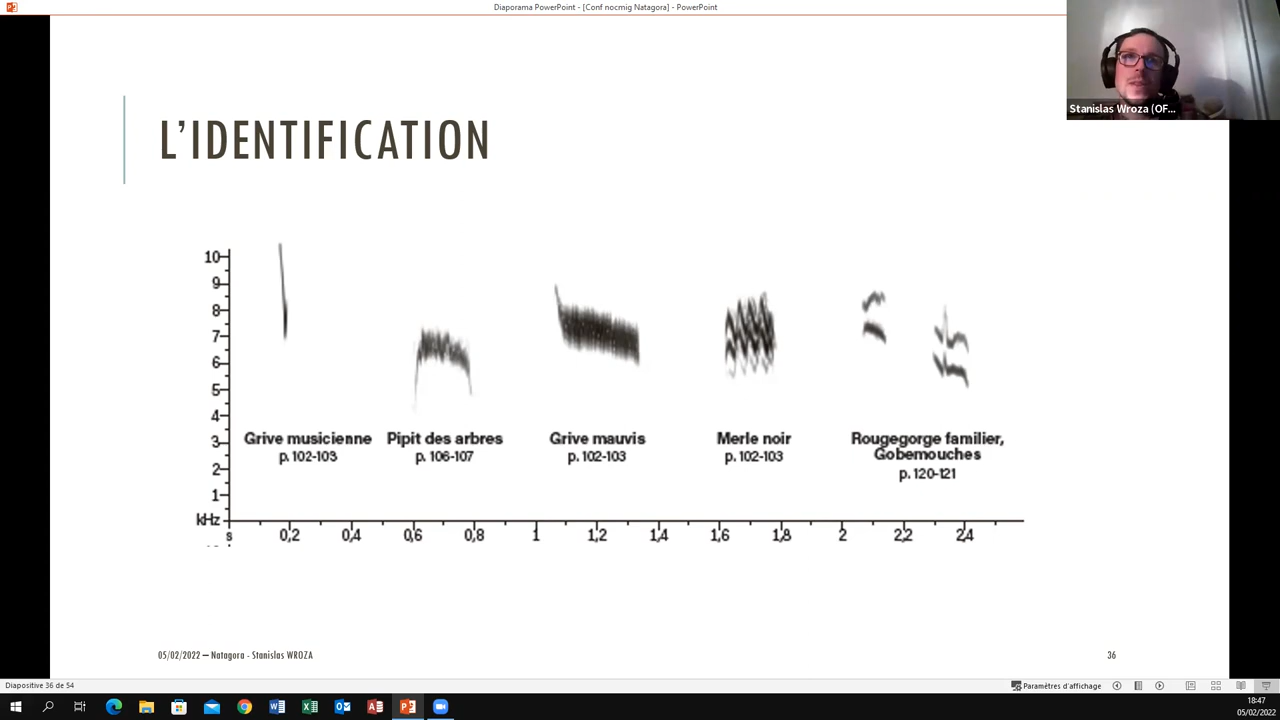 Diaporama PowerPoint - [Conf nocmig Natagora] - PowerPoint
Stanislas Wroza (OF...
L'IDENTIFICATION
10
9
8
7
6
5
4
3
2
1
kHz
Grive musicienne
p. 102-103
Pipit des arbres
p. 106-107
Grive mauvis
p. 102-103
Merle noir
p. 102-103
Rougegorge familier,
Gobemouches
p. 120-121
s 0,2 0,4 0,6 0,8 1 1,2 1,4 1,6 1,8 2 2,2 2,4
05/02/2022 – Natagora - Stanislas WROZA
36
Diapositive 36 de 54
Paramètres d'affichage
18:47
05/02/2022